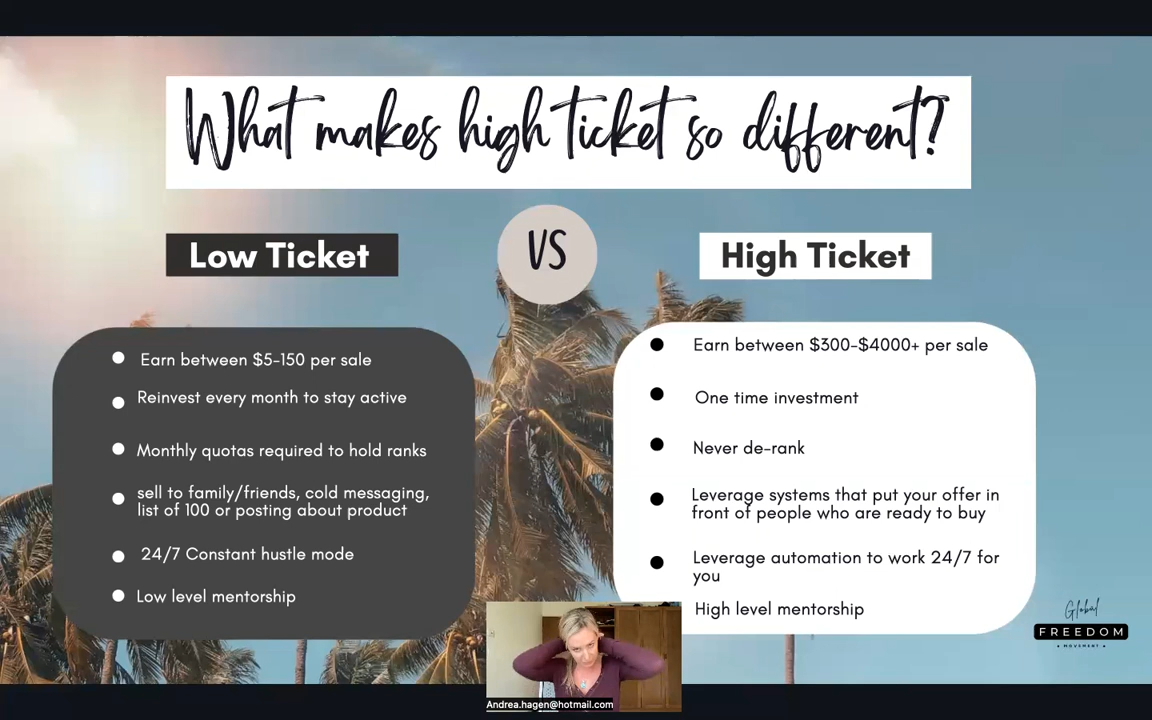 What makes high ticket so different?
Low Ticket
VS
High Ticket
Earn between $5-150 per sale
Reinvest every month to stay active
Monthly quotas required to hold ranks
sell to family/friends, cold messaging,
list of 100 or posting about product
24/7 Constant hustle mode
Low level mentorship
Earn between $300-$4000+ per sale
One time investment
Never de-rank
Leverage systems that put your offer in
front of people who are ready to buy
Leverage automation to work 24/7 for
you
High level mentorship
Global
FREEDOM
MOVEMENT
Andrea.hagen@hotmail.com